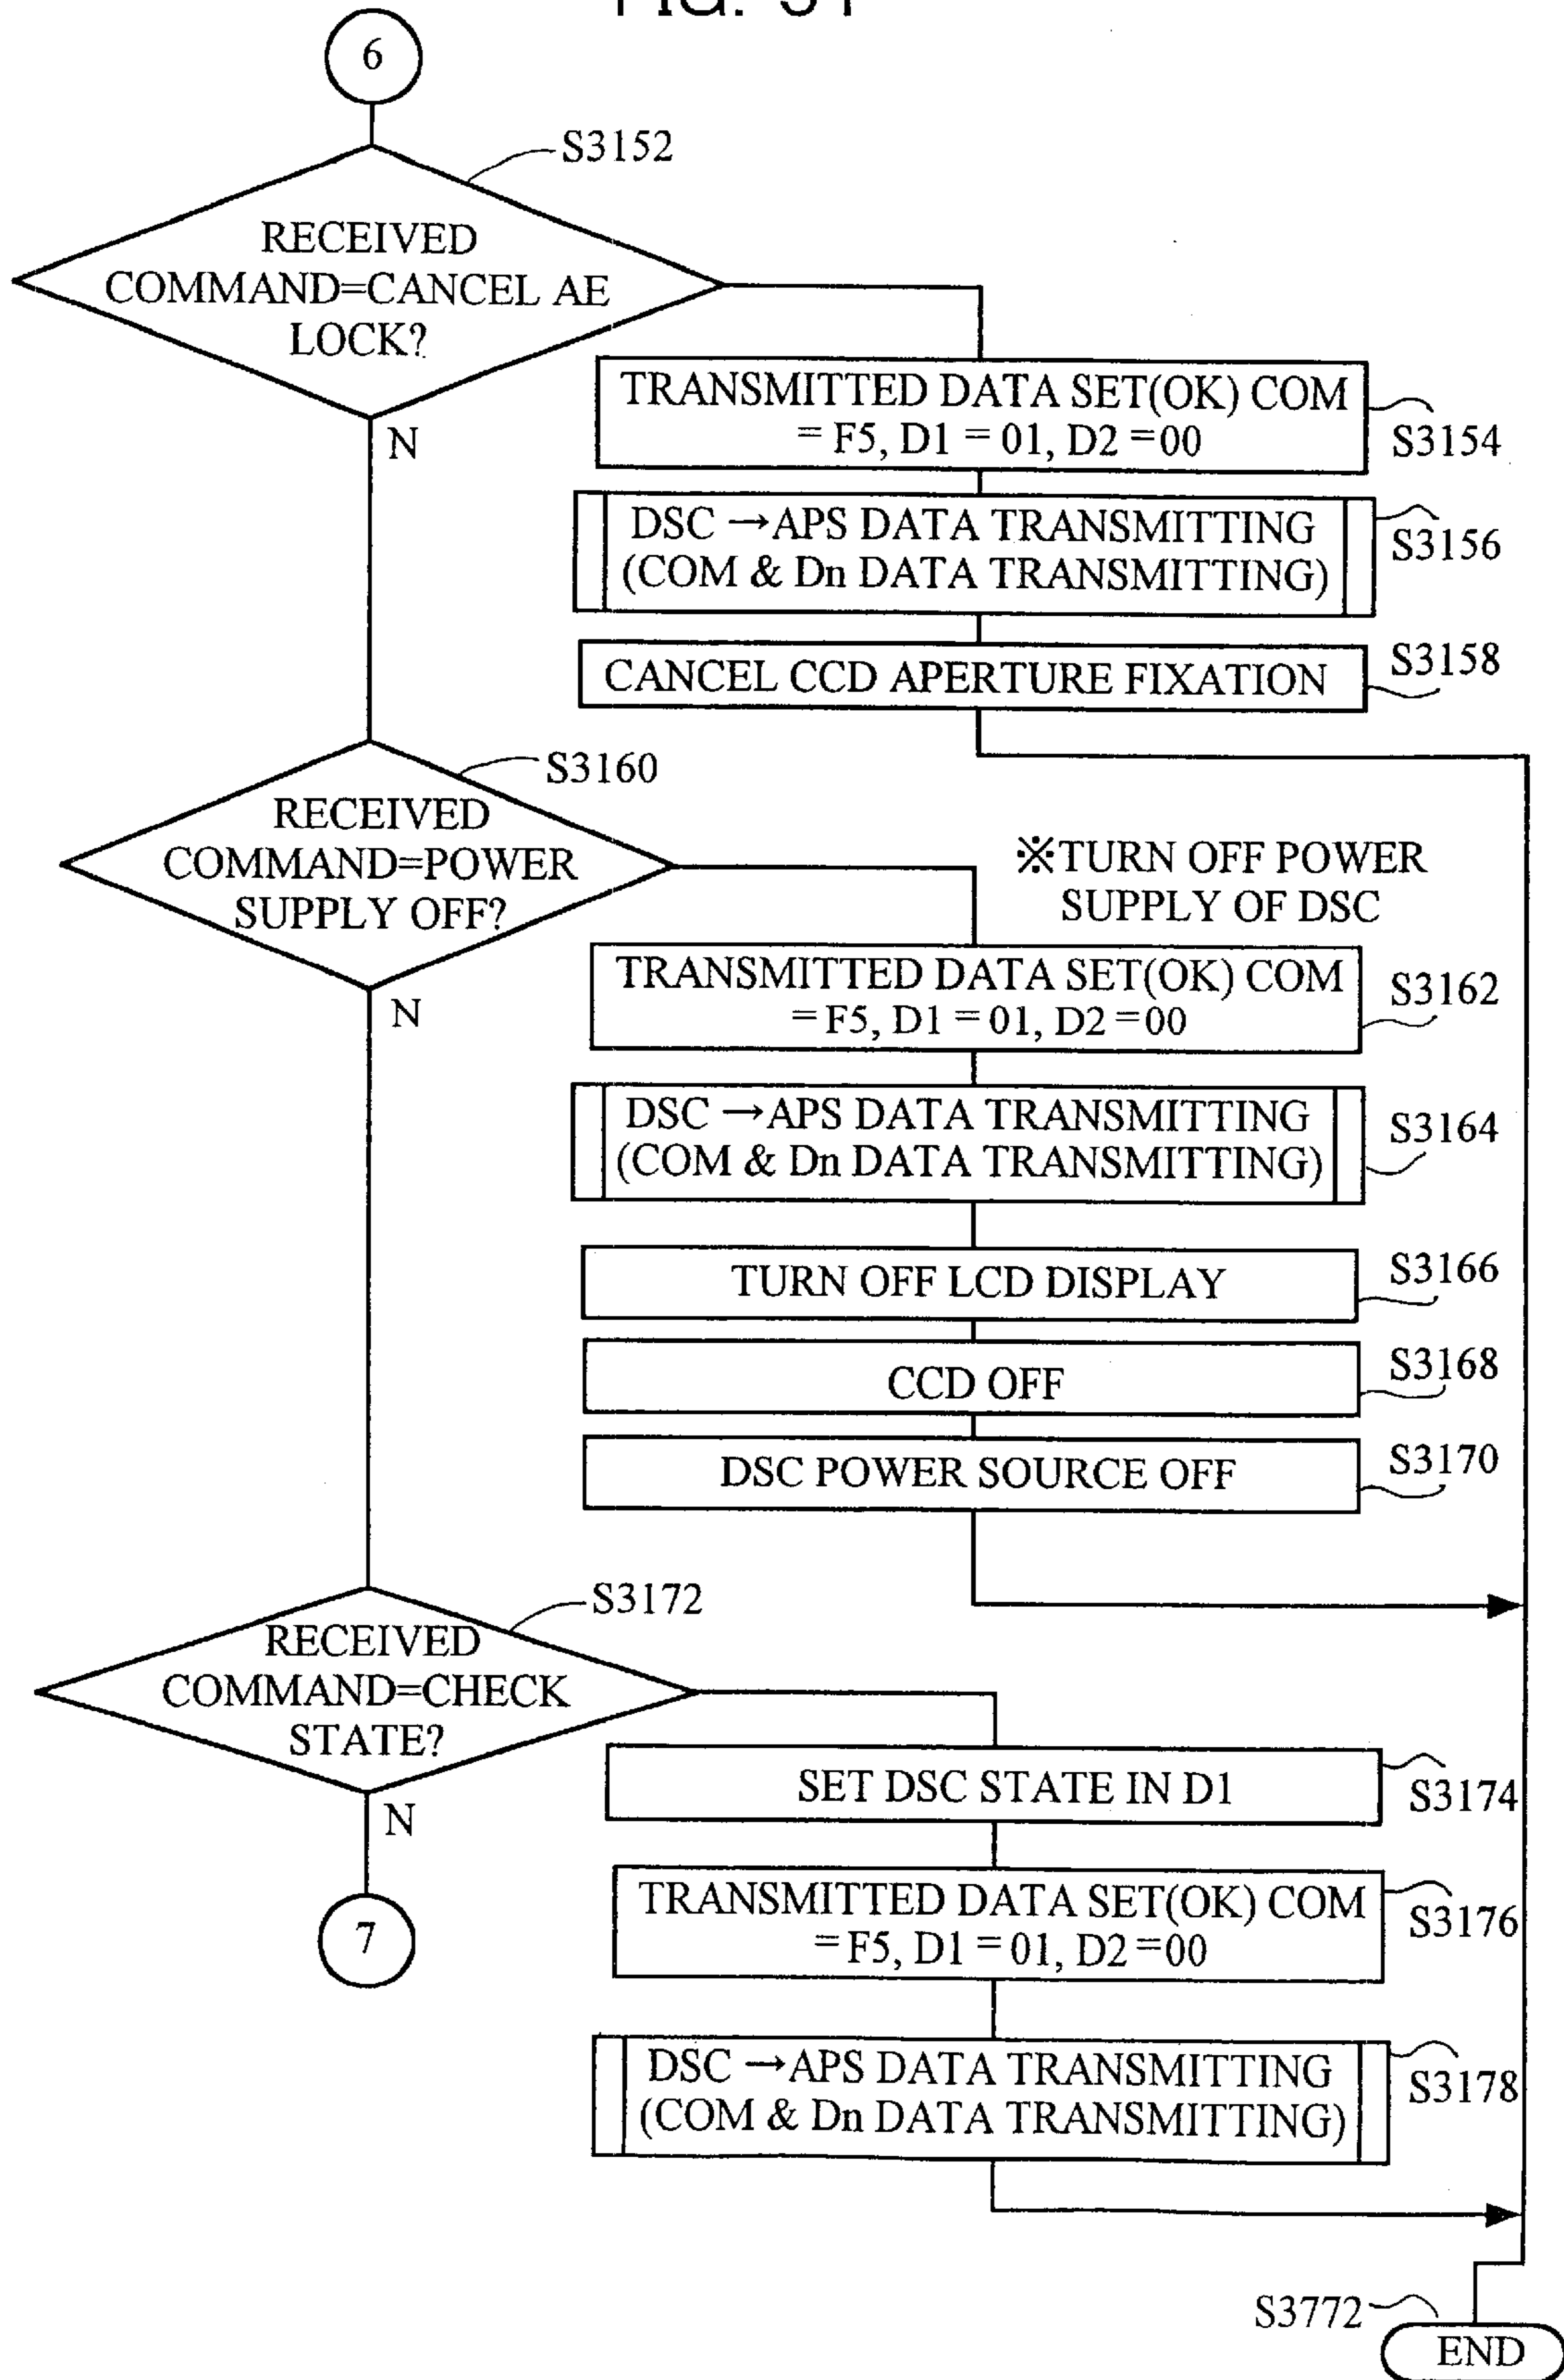 FIG. 31
6
S3152
RECEIVED
COMMAND=CANCEL AE
LOCK?
N
TRANSMITTED DATA SET(OK) COM
= F5, D1 = 01, D2 =00
S3154
DSC →APS DATA TRANSMITTING
(COM & Dn DATA TRANSMITTING)
S3156
CANCEL CCD APERTURE FIXATION
S3158
S3160
RECEIVED
COMMAND=POWER
SUPPLY OFF?
N
※TURN OFF POWER
SUPPLY OF DSC
TRANSMITTED DATA SET(OK) COM
= F5, D1 = 01, D2 =00
S3162
DSC →APS DATA TRANSMITTING
(COM & Dn DATA TRANSMITTING)
S3164
TURN OFF LCD DISPLAY
S3166
CCD OFF
S3168
DSC POWER SOURCE OFF
S3170
S3172
RECEIVED
COMMAND=CHECK
STATE?
N
7
SET DSC STATE IN D1
S3174
TRANSMITTED DATA SET(OK) COM
= F5, D1 = 01, D2 =00
S3176
DSC →APS DATA TRANSMITTING
(COM & Dn DATA TRANSMITTING)
S3178
S3772
END